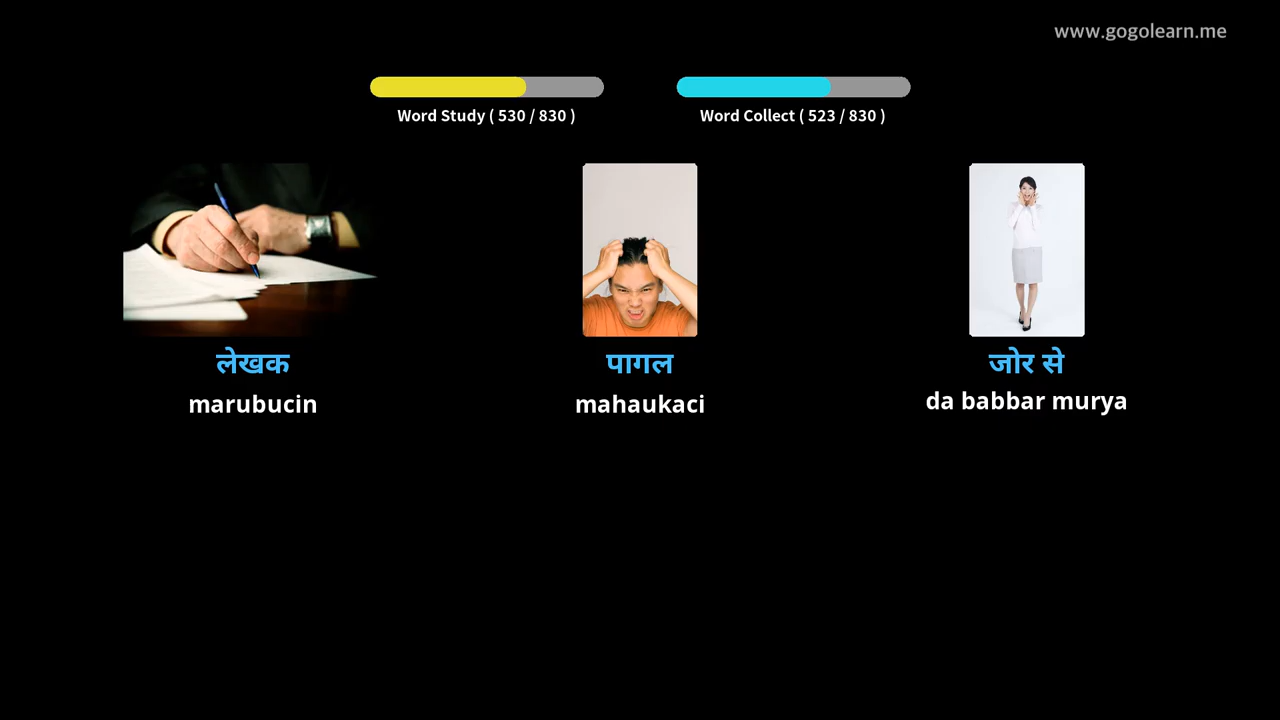 www.gogolearn.me
Word Study ( 530 / 830 )
Word Collect ( 523 / 830 )
लेखक
marubucin
पागल
mahaukaci
जोर से
da babbar murya